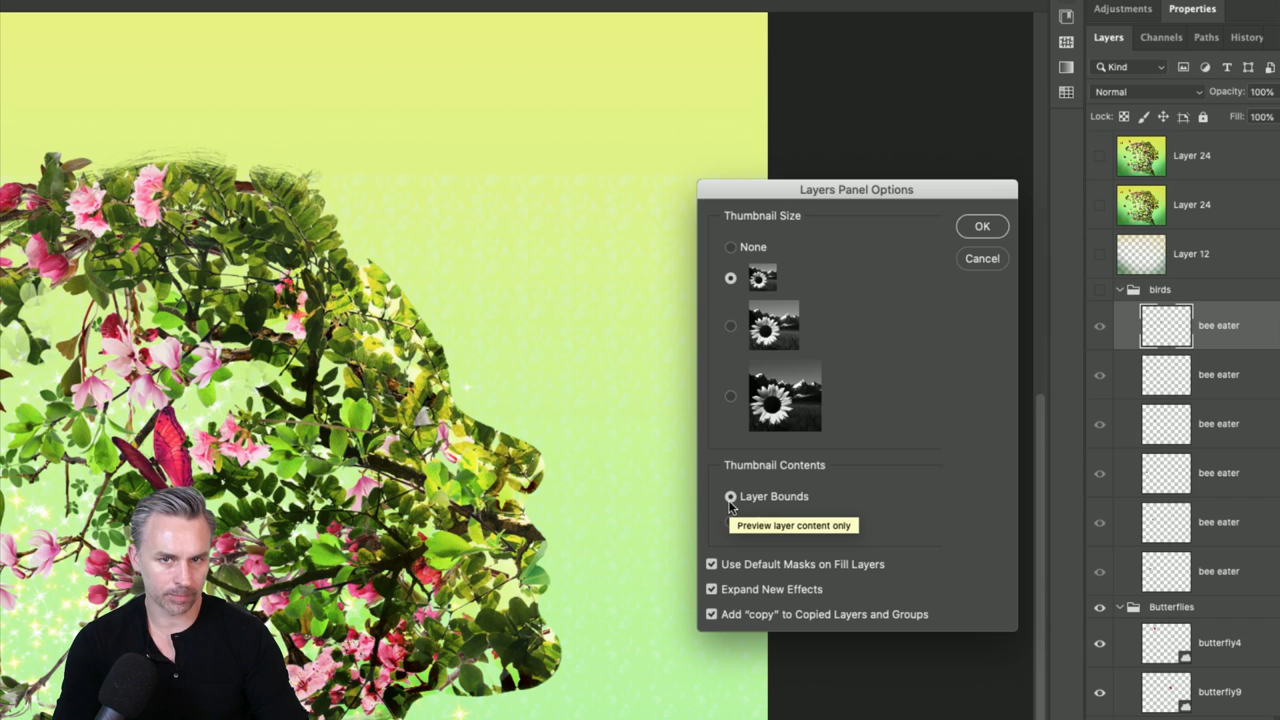 Adjustments Properties
Layers Channels Paths History
Kind
Normal Opacity: 100%
Lock: Fill: 100%
Layer 24
Layer 24
Layer 12
birds
bee eater
bee eater
bee eater
bee eater
bee eater
bee eater
Butterflies
butterfly4
butterfly9
Layers Panel Options
Thumbnail Size
OK
None
Cancel
Thumbnail Contents
Layer Bounds
Preview layer content only
Use Default Masks on Fill Layers
Expand New Effects
Add “copy” to Copied Layers and Groups